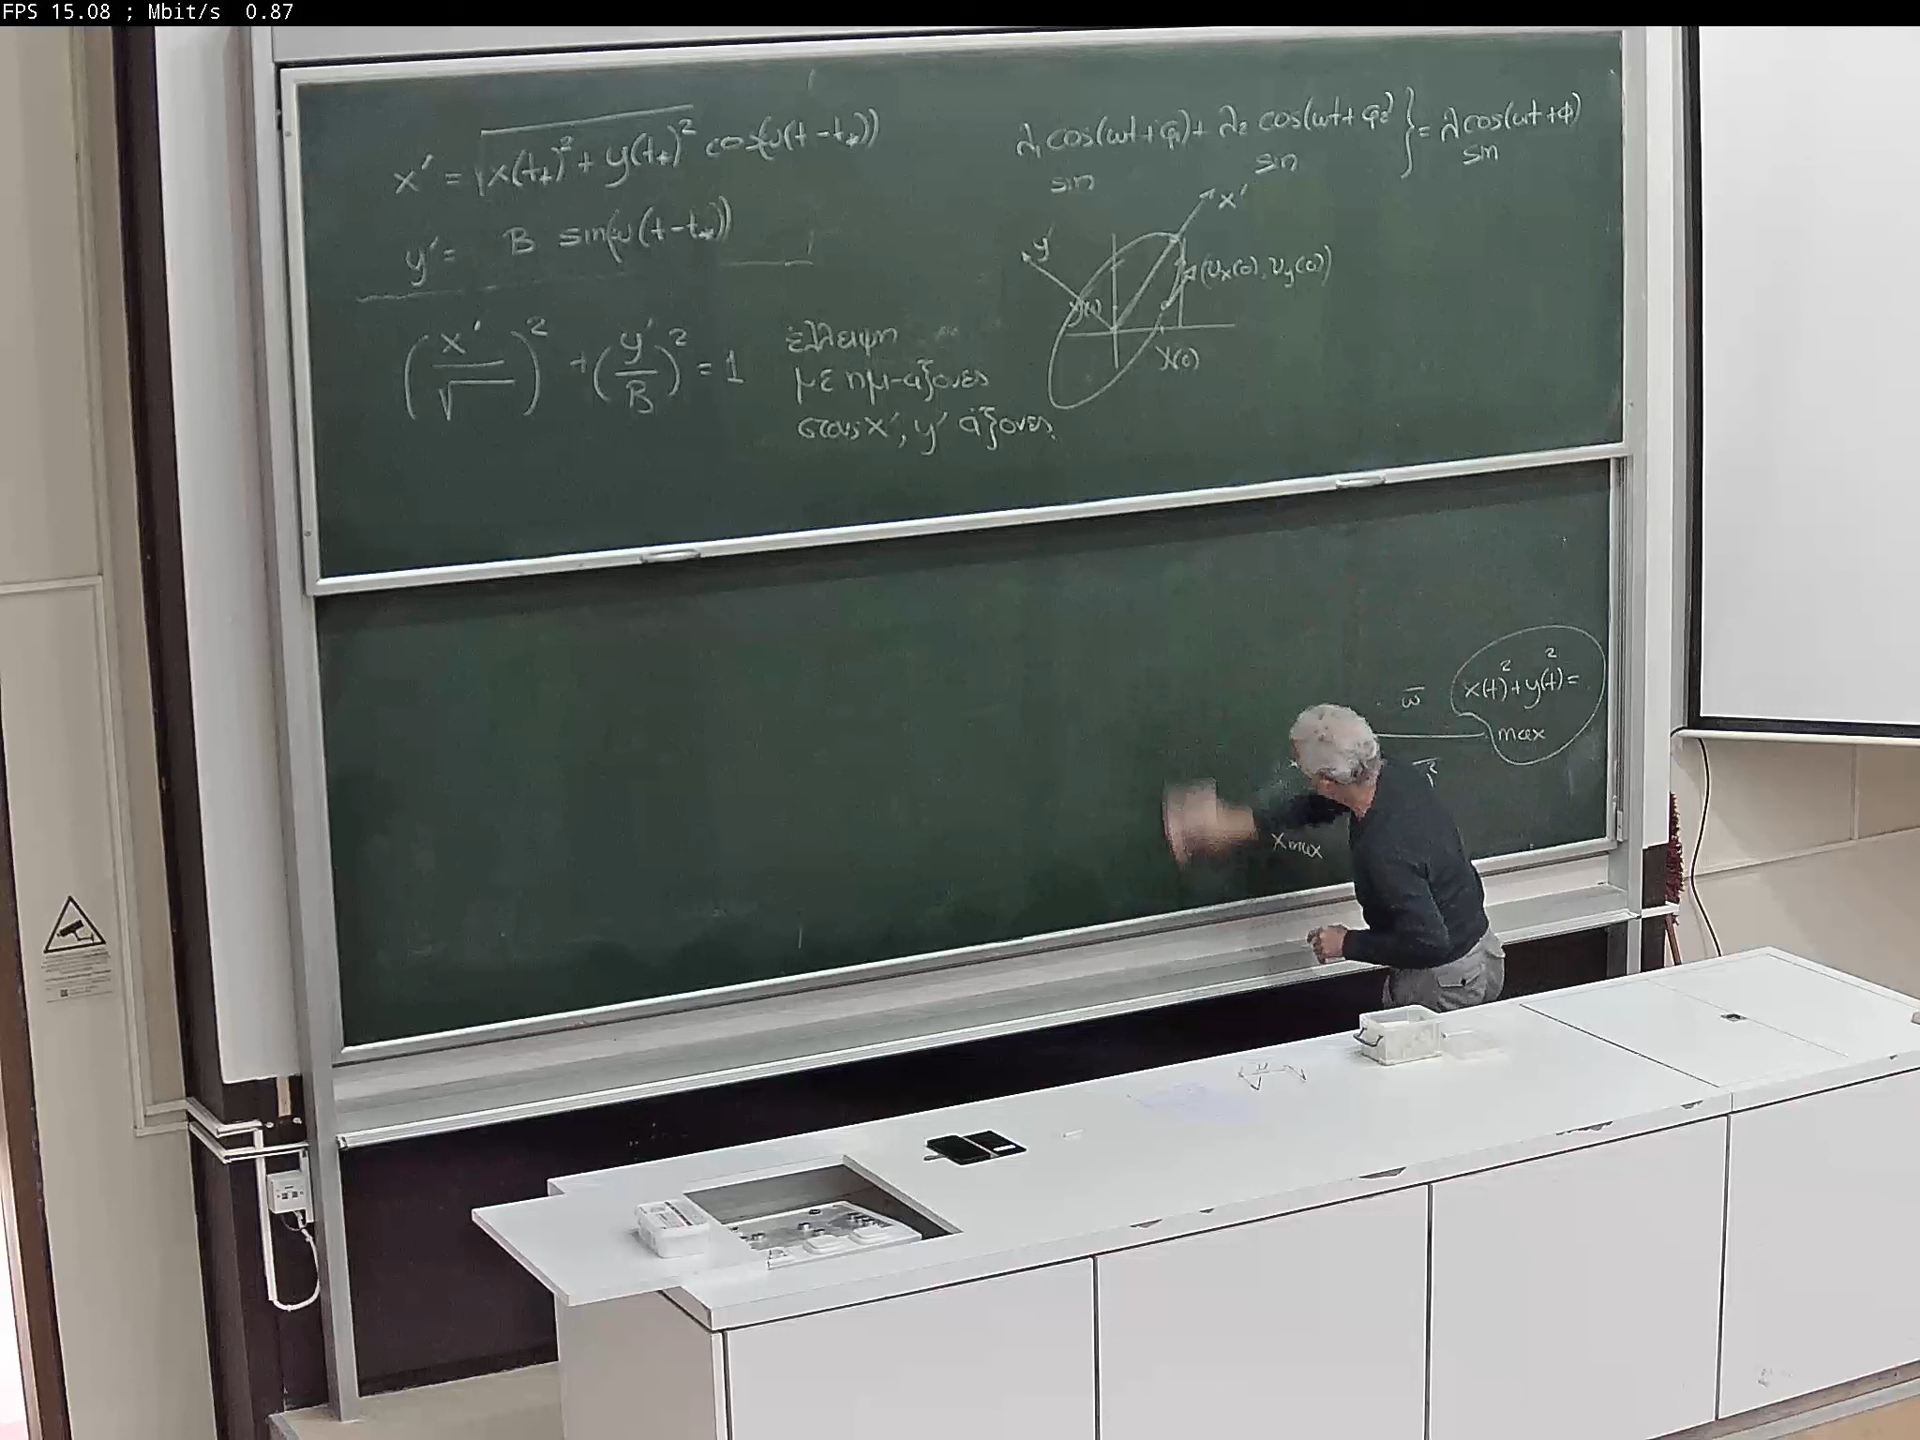 FPS 15.08 ; Mbit/s 0.87
x' = √(x(t*)² + y(t*)²) cos(ω(t-t*))
y' = B sin(ω(t-t*))
(x'/√)² + (y'/B)² = 1
έλλειψη
με ημι-άξονες
στους x', y' άξονες.
λ₁ cos(ωt+φ₁) + λ₂ cos(ωt+φ₂) } = λ cos(ωt+φ)
sin sin sin
x'
y'
(υx(0), υy(0))
x(0)
ω
x(t)² + y(t)² =
max
x max